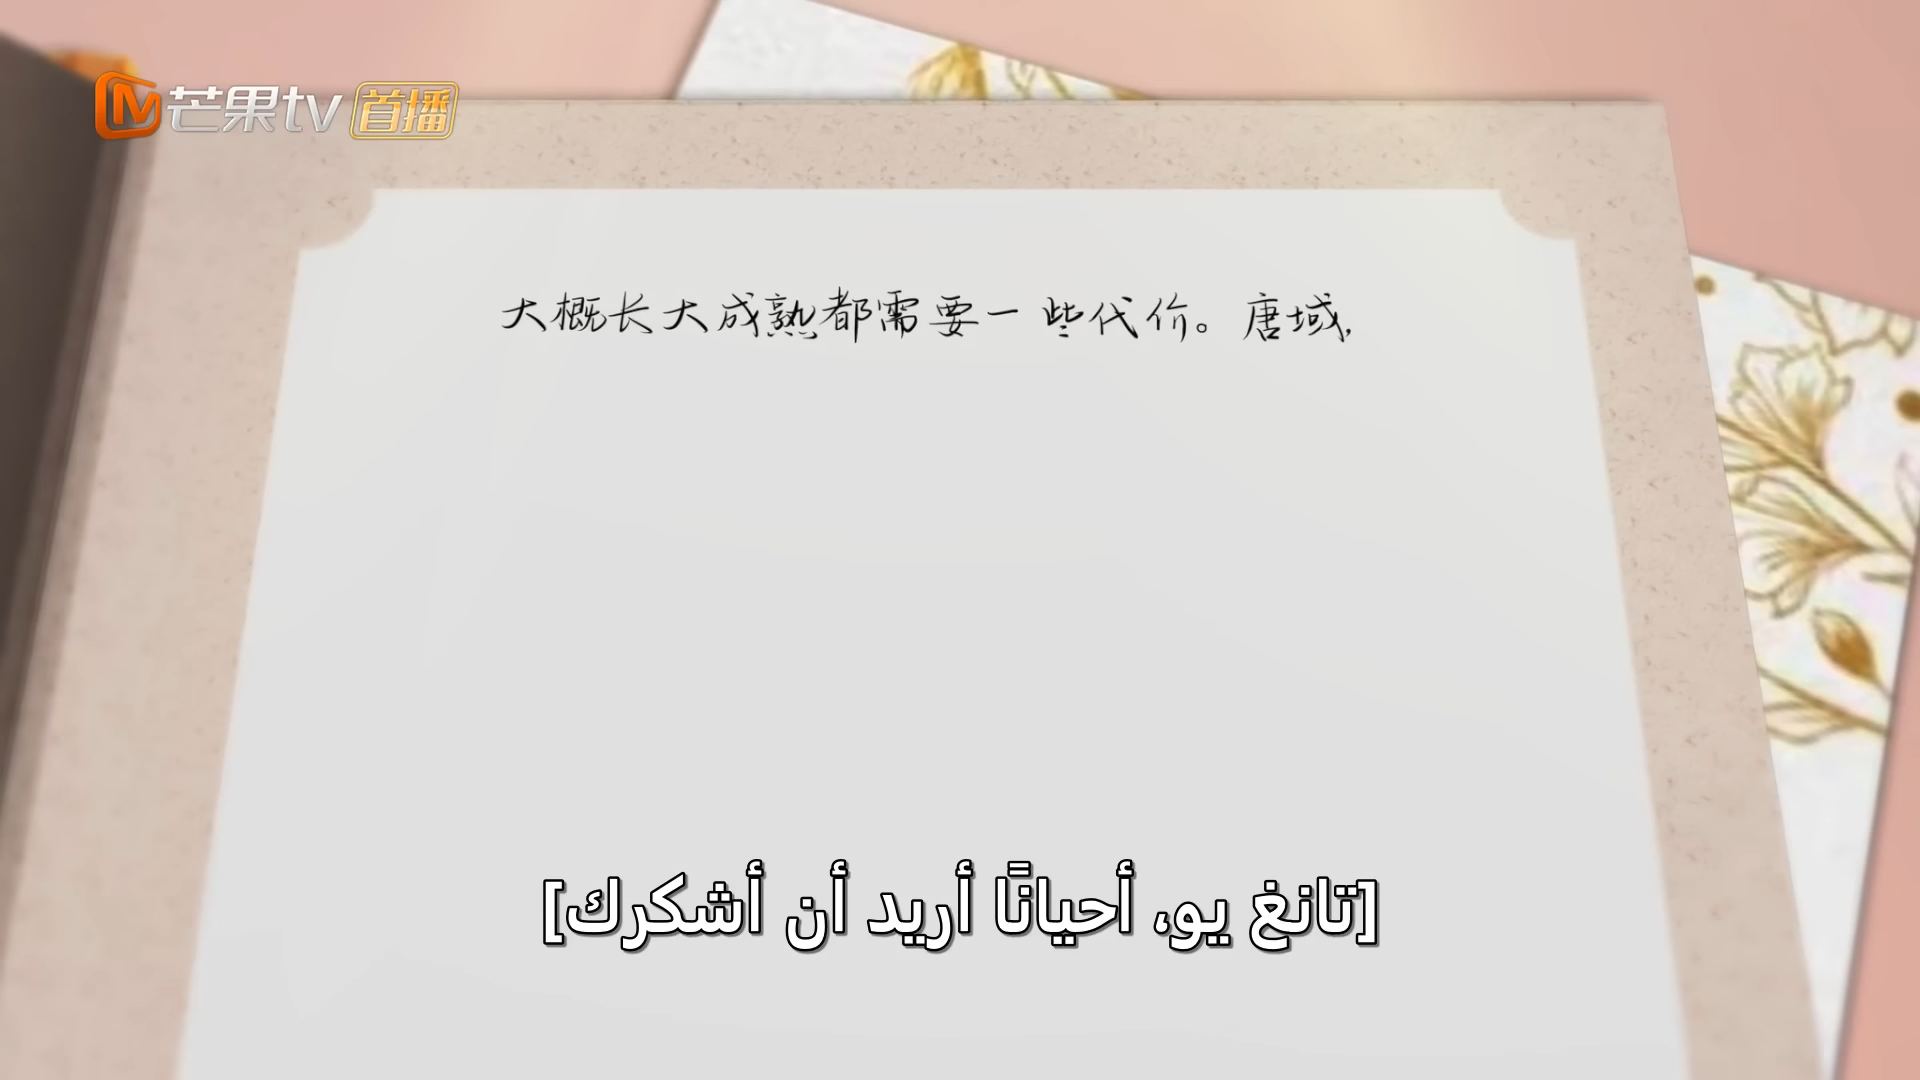 芒果tv 首播
大概长大成熟都需要一些代价。唐域,
[تانغ يو، أحيانًا أريد أن أشكرك]